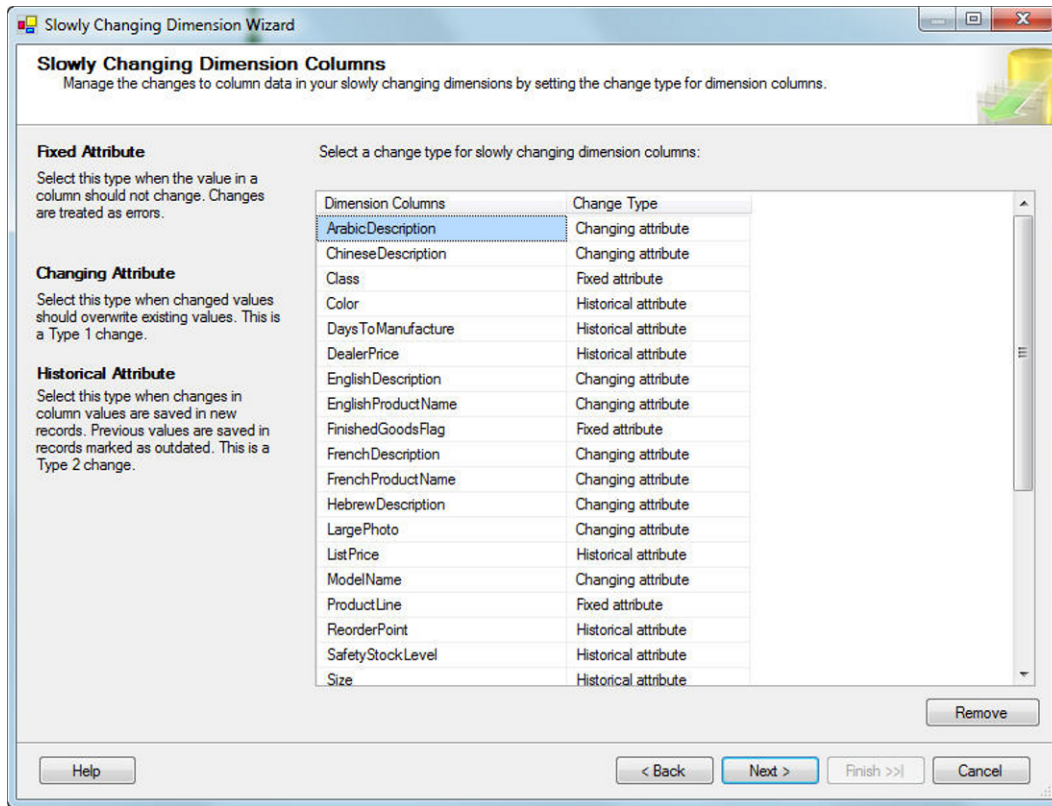 Slowly Changing Dimension Wizard
Slowly Changing Dimension Columns
Manage the changes to column data in your slowly changing dimensions by setting the change type for dimension columns.
Fixed Attribute
Select this type when the value in a
column should not change. Changes
are treated as errors.
Changing Attribute
Select this type when changed values
should overwrite existing values. This is
a Type 1 change.
Historical Attribute
Select this type when changes in
column values are saved in new
records. Previous values are saved in
records marked as outdated. This is a
Type 2 change.
Select a change type for slowly changing dimension columns:
Dimension Columns Change Type
ArabicDescription Changing attribute
ChineseDescription Changing attribute
Class Fixed attribute
Color Historical attribute
DaysToManufacture Historical attribute
DealerPrice Historical attribute
EnglishDescription Changing attribute
EnglishProductName Changing attribute
FinishedGoodsFlag Fixed attribute
FrenchDescription Changing attribute
FrenchProductName Changing attribute
HebrewDescription Changing attribute
LargePhoto Changing attribute
ListPrice Historical attribute
ModelName Changing attribute
ProductLine Fixed attribute
ReorderPoint Historical attribute
SafetyStockLevel Historical attribute
Size Historical attribute
Remove
Help < Back Next > Finish >>| Cancel